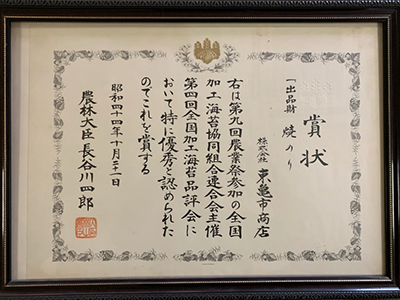 賞状
一出品財 焼のり
株式会社 東亀市商店
右は第九回農業祭参加の全国
加工海苔協同組合連合会主催
第四回全国加工海苔品評会に
おいて特に優秀と認められた
のでこれを賞する
昭和四十四年十月二十一日
農林大臣 長谷川四郎